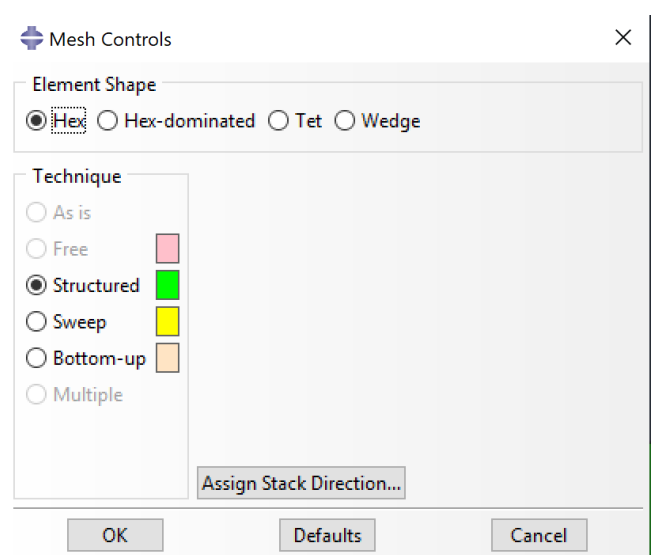 Mesh Controls
Element Shape
Hex Hex-dominated Tet Wedge
Technique
As is
Free
Structured
Sweep
Bottom-up
Multiple
Assign Stack Direction...
OK Defaults Cancel